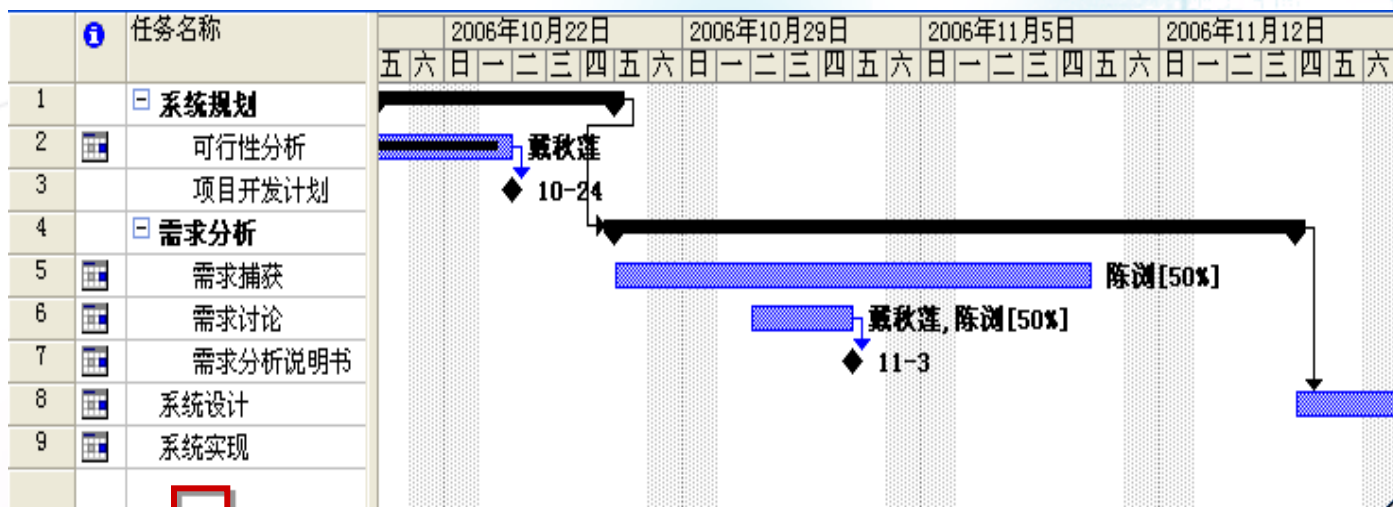 任务名称
2006年10月22日 2006年10月29日 2006年11月5日 2006年11月12日
五 六 日 一 二 三 四 五 六 日 一 二 三 四 五 六 日 一 二 三 四 五 六 日 一 二 三 四 五 六
1 系统规划
2 可行性分析 戴秋莲
3 项目开发计划 10-24
4 需求分析
5 需求捕获 陈浏[50%]
6 需求讨论 戴秋莲,陈浏[50%]
7 需求分析说明书 11-3
8 系统设计
9 系统实现